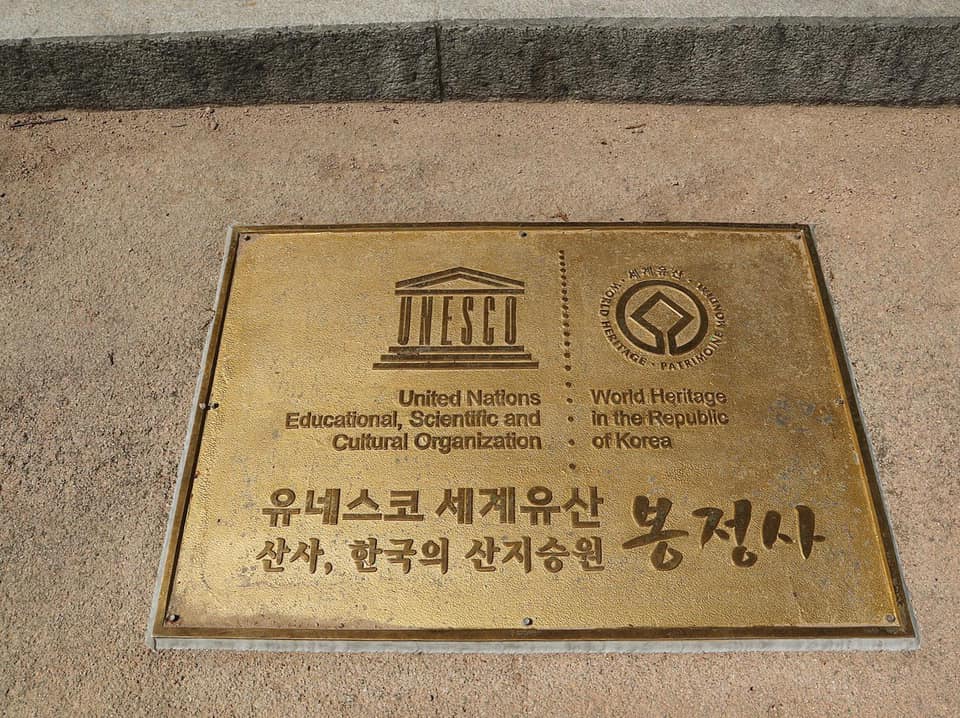 UNESCO
United Nations
Educational, Scientific and
Cultural Organization
· 세계유산 ·
WORLD HERITAGE · PATRIMOINE MONDIAL
World Heritage
in the Republic
of Korea
유네스코 세계유산
산사, 한국의 산지승원
봉정사